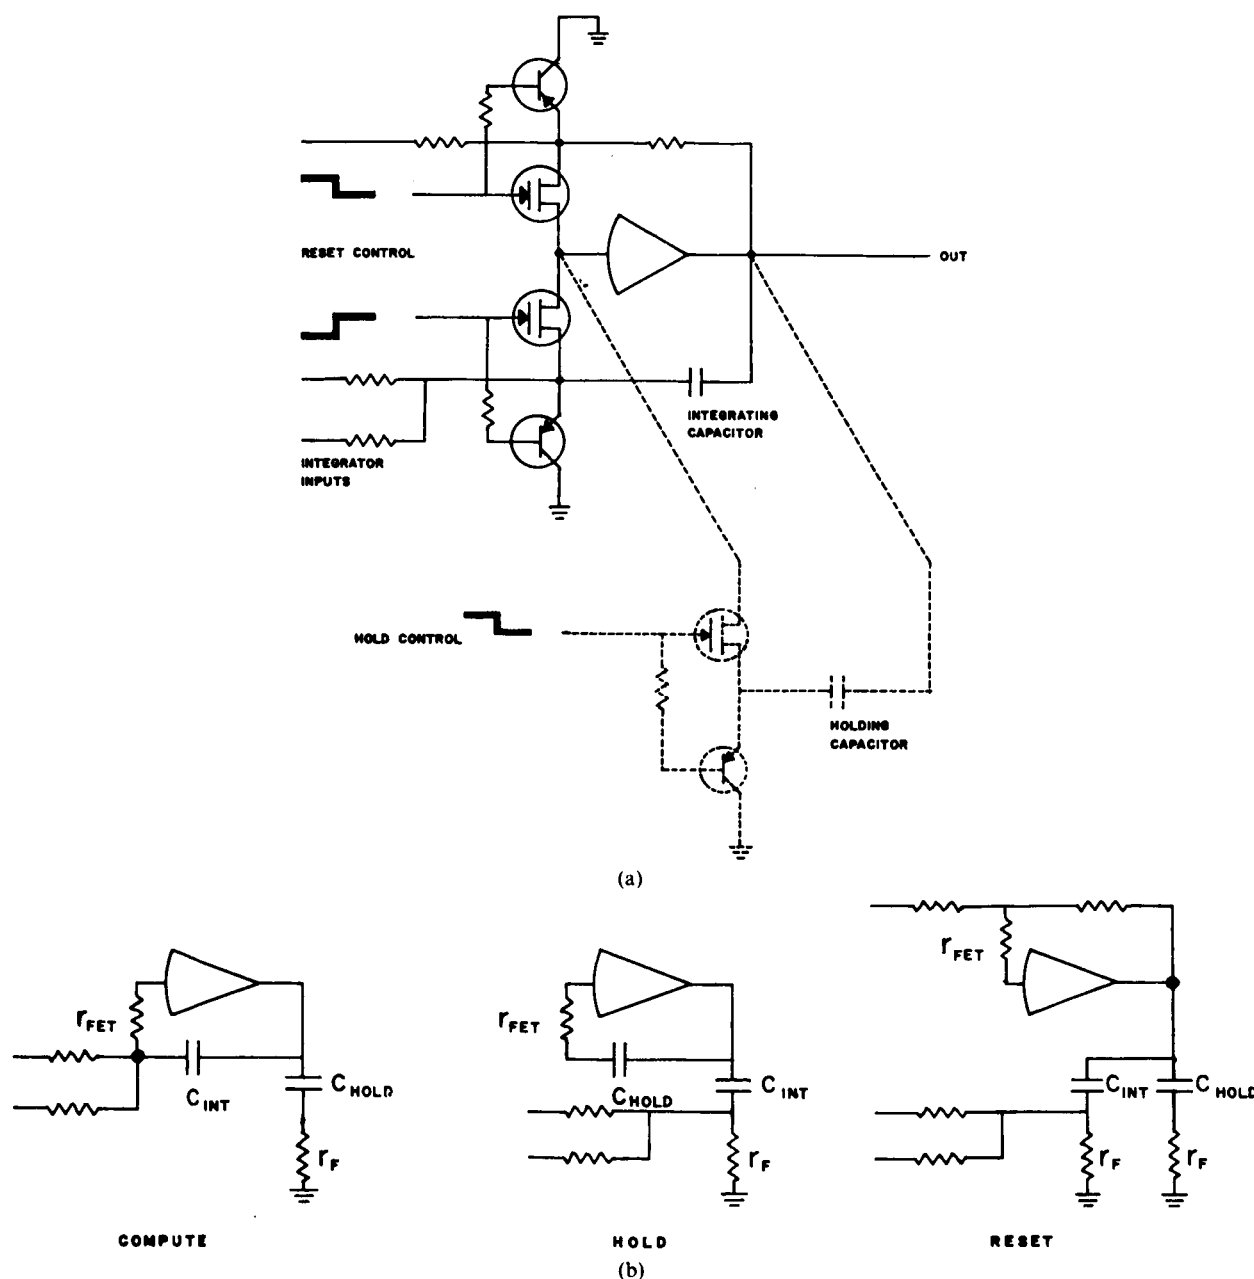 RESET CONTROL
OUT
INTEGRATING
CAPACITOR
INTEGRATOR
INPUTS
HOLD CONTROL
HOLDING
CAPACITOR
(a)
rFET
CINT
CHOLD
rF
COMPUTE
rFET
CHOLD
CINT
rF
HOLD
rFET
CINT
CHOLD
rF
rF
RESET
(b)